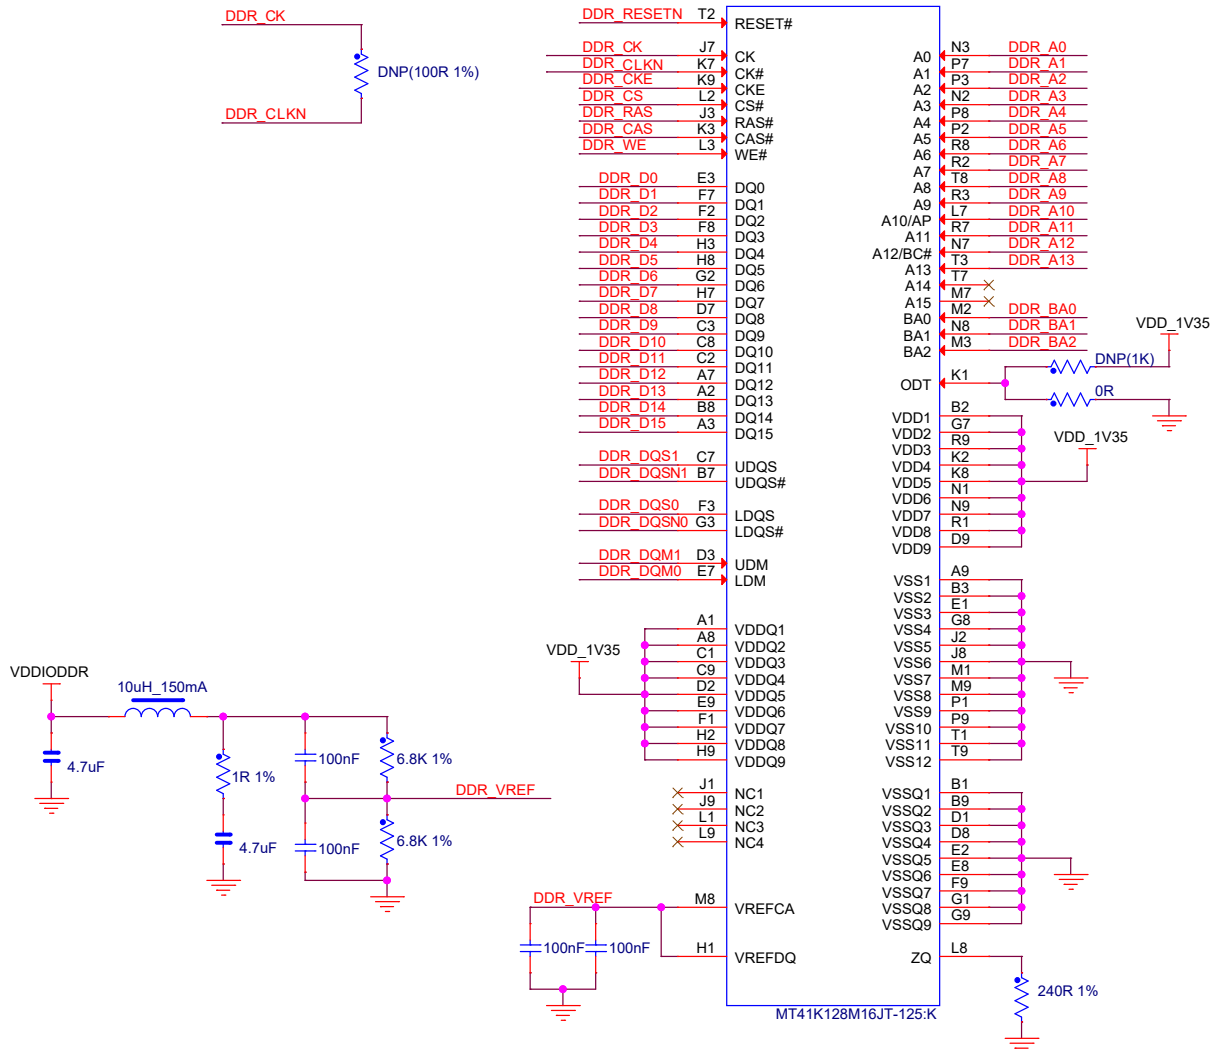 DDR_CK
DNP(100R 1%)
DDR_CLKN
DDR_RESETN T2 RESET#
DDR_CK J7 CK
DDR_CLKN K7 CK#
DDR_CKE K9 CKE
DDR_CS L2 CS#
DDR_RAS J3 RAS#
DDR_CAS K3 CAS#
DDR_WE L3 WE#
DDR_D0 E3 DQ0
DDR_D1 F7 DQ1
DDR_D2 F2 DQ2
DDR_D3 F8 DQ3
DDR_D4 H3 DQ4
DDR_D5 H8 DQ5
DDR_D6 G2 DQ6
DDR_D7 H7 DQ7
DDR_D8 D7 DQ8
DDR_D9 C3 DQ9
DDR_D10 C8 DQ10
DDR_D11 C2 DQ11
DDR_D12 A7 DQ12
DDR_D13 A2 DQ13
DDR_D14 B8 DQ14
DDR_D15 A3 DQ15
DDR_DQS1 C7 UDQS
DDR_DQSN1 B7 UDQS#
DDR_DQS0 F3 LDQS
DDR_DQSN0 G3 LDQS#
DDR_DQM1 D3 UDM
DDR_DQM0 E7 LDM
VDD_1V35
A1 VDDQ1
A8 VDDQ2
C1 VDDQ3
C9 VDDQ4
D2 VDDQ5
E9 VDDQ6
F1 VDDQ7
H2 VDDQ8
H9 VDDQ9
J1 NC1
J9 NC2
L1 NC3
L9 NC4
DDR_VREF
M8 VREFCA
100nF 100nF
H1 VREFDQ
A0 N3 DDR_A0
A1 P7 DDR_A1
A2 P3 DDR_A2
A3 N2 DDR_A3
A4 P8 DDR_A4
A5 P2 DDR_A5
A6 R8 DDR_A6
A7 R2 DDR_A7
A8 T8 DDR_A8
A9 R3 DDR_A9
A10/AP L7 DDR_A10
A11 R7 DDR_A11
A12/BC# N7 DDR_A12
A13 T3 DDR_A13
A14 T7
A15 M7
BA0 M2 DDR_BA0
BA1 N8 DDR_BA1
BA2 M3 DDR_BA2
VDD_1V35
DNP(1K)
ODT K1
0R
VDD1 B2
VDD2 G7
VDD3 R9
VDD4 K2
VDD5 K8
VDD6 N1
VDD7 N9
VDD8 R1
VDD9 D9
VDD_1V35
VSS1 A9
VSS2 B3
VSS3 E1
VSS4 G8
VSS5 J2
VSS6 J8
VSS7 M1
VSS8 M9
VSS9 P1
VSS10 P9
VSS11 T1
VSS12 T9
VSSQ1 B1
VSSQ2 B9
VSSQ3 D1
VSSQ4 D8
VSSQ5 E2
VSSQ6 E8
VSSQ7 F9
VSSQ8 G1
VSSQ9 G9
ZQ L8
240R 1%
MT41K128M16JT-125:K
VDDIODDR
10uH_150mA
4.7uF
1R 1%
4.7uF
100nF
6.8K 1%
DDR_VREF
100nF
6.8K 1%